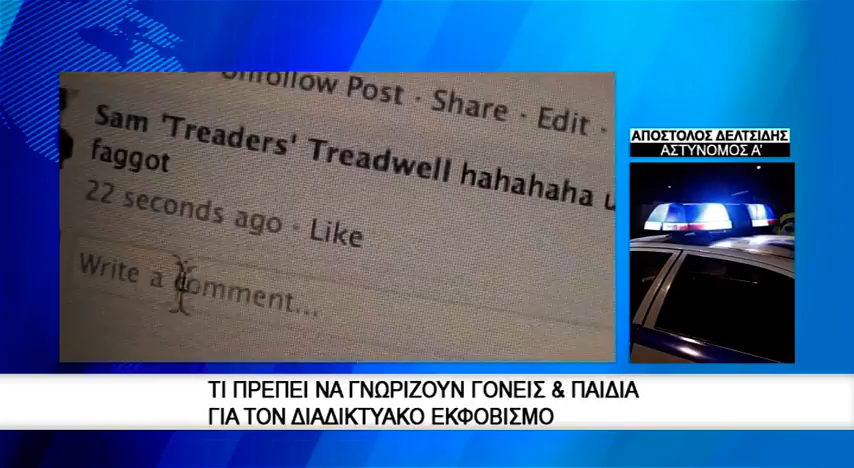 Unfollow Post · Share · Edit ·
Sam 'Treaders' Treadwell hahahaha u
faggot
22 seconds ago · Like
Write a comment...
ΑΠΟΣΤΟΛΟΣ ΔΕΛΤΣΙΔΗΣ
ΑΣΤΥΝΟΜΟΣ Α'
ΤΙ ΠΡΕΠΕΙ ΝΑ ΓΝΩΡΙΖΟΥΝ ΓΟΝΕΙΣ & ΠΑΙΔΙΑ
ΓΙΑ ΤΟΝ ΔΙΑΔΙΚΤΥΑΚΟ ΕΚΦΟΒΙΣΜΟ